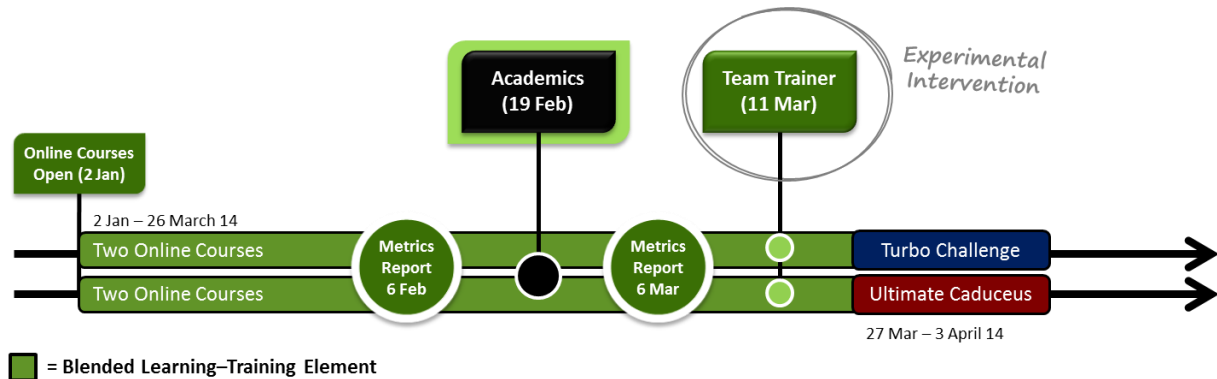 Experimental
Intervention
Academics
(19 Feb)
Team Trainer
(11 Mar)
Online Courses
Open (2 Jan)
2 Jan – 26 March 14
Two Online Courses
Metrics
Report
6 Feb
Metrics
Report
6 Mar
Turbo Challenge
Two Online Courses
Ultimate Caduceus
27 Mar – 3 April 14
= Blended Learning–Training Element